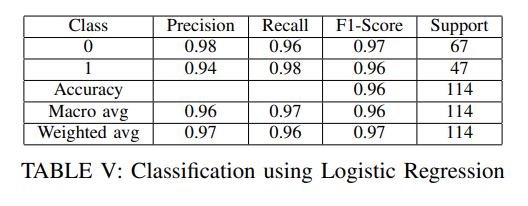 Class Precision Recall F1-Score Support
0 0.98 0.96 0.97 67
1 0.94 0.98 0.96 47
Accuracy 0.96 114
Macro avg 0.96 0.97 0.96 114
Weighted avg 0.97 0.96 0.97 114
TABLE V: Classification using Logistic Regression